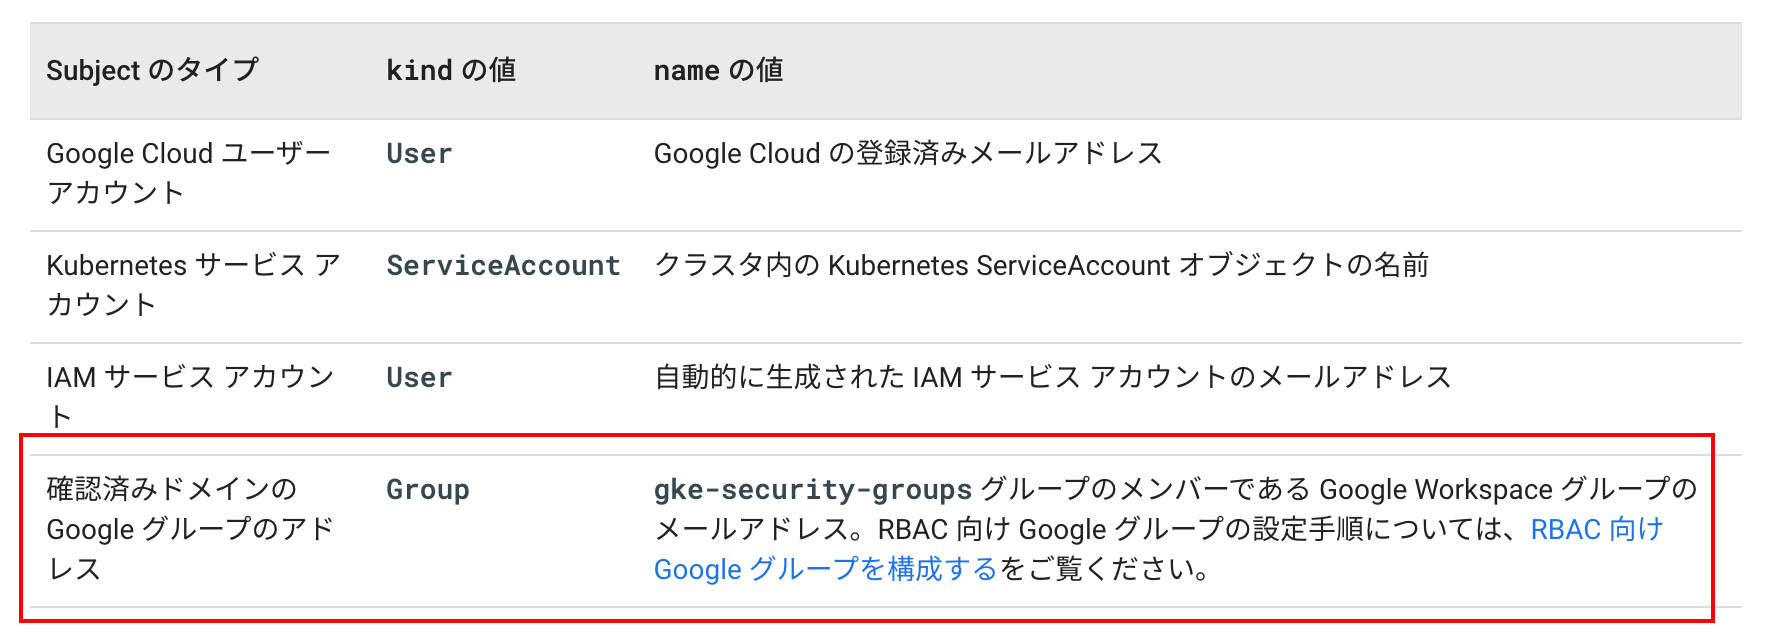 Subject のタイプ kind の値 name の値
Google Cloud ユーザー User Google Cloud の登録済みメールアドレス
アカウント
Kubernetes サービス ア ServiceAccount クラスタ内の Kubernetes ServiceAccount オブジェクトの名前
カウント
IAM サービス アカウン User 自動的に生成された IAM サービス アカウントのメールアドレス
ト
確認済みドメインの Group gke-security-groups グループのメンバーである Google Workspace グループの
Google グループのアド メールアドレス。RBAC 向け Google グループの設定手順については、RBAC 向け
レス Google グループを構成するをご覧ください。